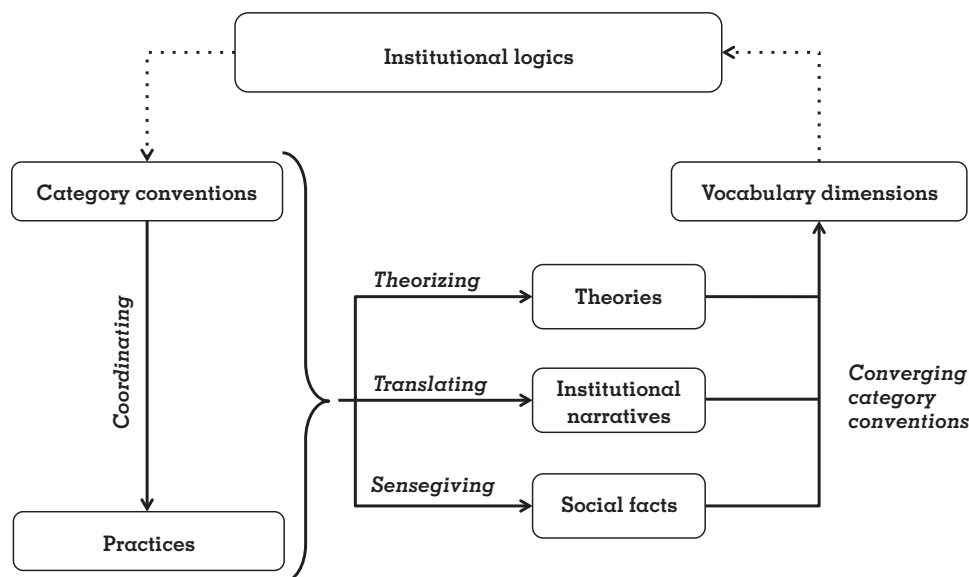 Institutional logics
Category conventions
Vocabulary dimensions
Coordinating
Theorizing
Theories
Translating
Institutional
narratives
Converging
category
conventions
Sensegiving
Social facts
Practices